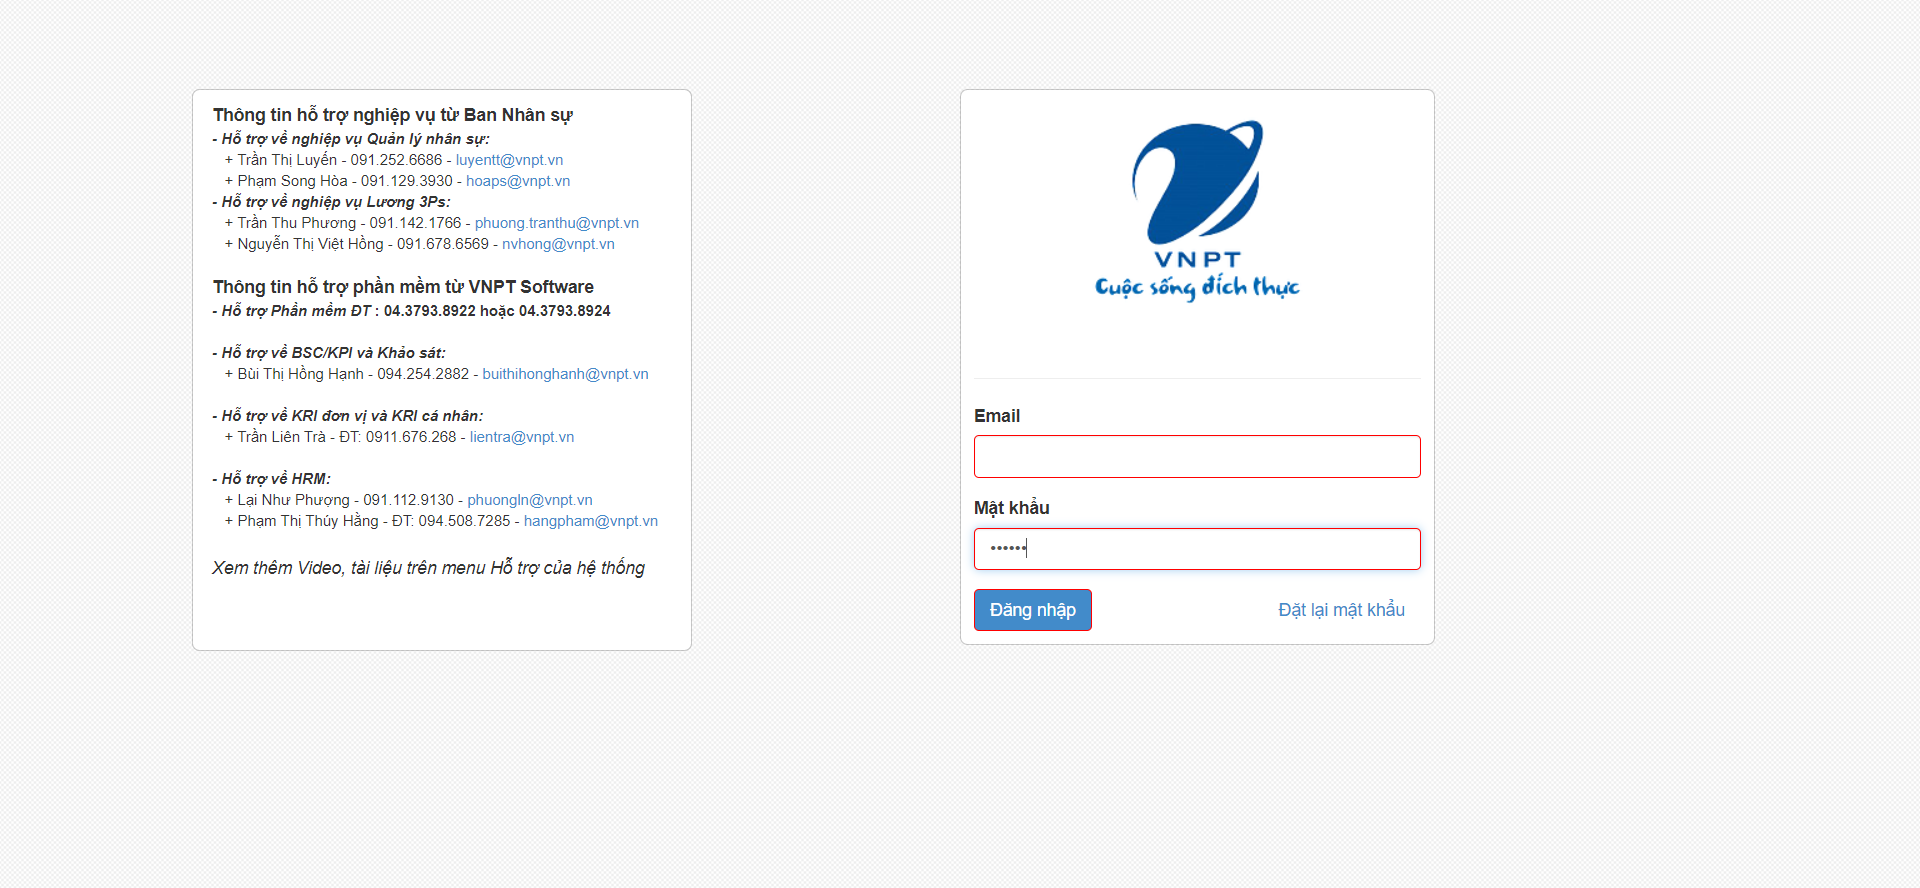 Thông tin hỗ trợ nghiệp vụ từ Ban Nhân sự
- Hỗ trợ về nghiệp vụ Quản lý nhân sự:
+ Trần Thị Luyến - 091.252.6686 - luyentt@vnpt.vn
+ Phạm Song Hòa - 091.129.3930 - hoaps@vnpt.vn
- Hỗ trợ về nghiệp vụ Lương 3Ps:
+ Trần Thu Phương - 091.142.1766 - phuong.tranthu@vnpt.vn
+ Nguyễn Thị Việt Hồng - 091.678.6569 - nvhong@vnpt.vn
Thông tin hỗ trợ phần mềm từ VNPT Software
- Hỗ trợ Phần mềm ĐT : 04.3793.8922 hoặc 04.3793.8924
- Hỗ trợ về BSC/KPI và Khảo sát:
+ Bùi Thị Hồng Hạnh - 094.254.2882 - buithihonghanh@vnpt.vn
- Hỗ trợ về KRI đơn vị và KRI cá nhân:
+ Trần Liên Trà - ĐT: 0911.676.268 - lientra@vnpt.vn
- Hỗ trợ về HRM:
+ Lại Như Phượng - 091.112.9130 - phuongln@vnpt.vn
+ Phạm Thị Thúy Hằng - ĐT: 094.508.7285 - hangpham@vnpt.vn
Xem thêm Video, tài liệu trên menu Hỗ trợ của hệ thống
VNPT
Cuộc sống đích thực
Email
Mật khẩu
••••••
Đăng nhập
Đặt lại mật khẩu